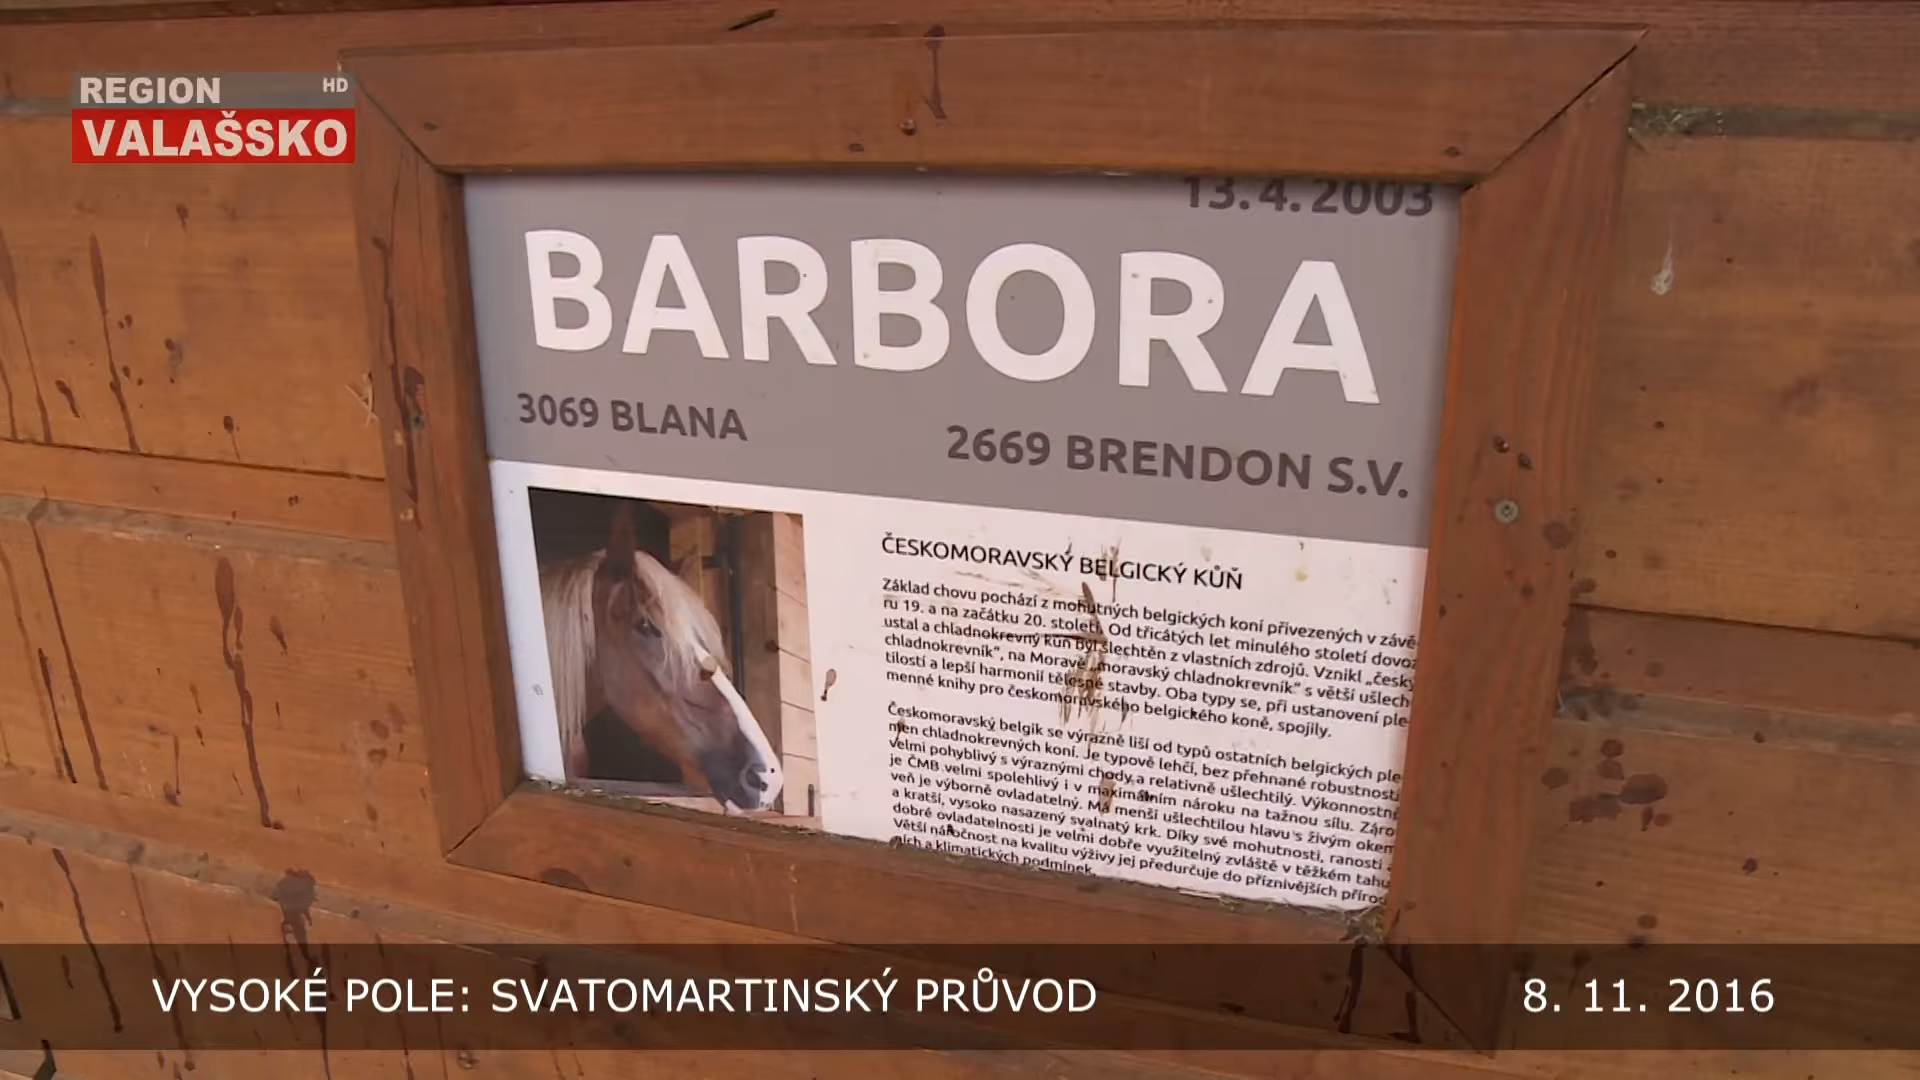 REGION HD
VALAŠSKO
13.4.2003
BARBORA
3069 BLANA
2669 BRENDON S.V.
ČESKOMORAVSKÝ BELGICKÝ KŮŇ
Základ chovu pochází z mohutných belgických koní přivezených v závě-
ru 19. a na začátku 20. století. Od třicátých let minulého století dovoz
ustal a chladnokrevný kůň byl šlechtěn z vlastních zdrojů. Vznikl „český
chladnokrevník“, na Moravě „moravský chladnokrevník“ s větší ušlech-
tilostí a lepší harmonií tělesné stavby. Oba typy se, při ustanovení ple-
menné knihy pro českomoravského belgického koně, spojily.
Českomoravský belgik se výrazně liší od typů ostatních belgických ple-
men chladnokrevných koní. Je typově lehčí, bez přehnané robustnosti,
velmi pohyblivý s výraznými chody a relativně ušlechtilý. Výkonnostně
je ČMB velmi spolehlivý i v maximálním nároku na tažnou sílu. Záro-
veň je výborně ovladatelný. Má menší ušlechtilou hlavu s živým okem
a kratší, vysoko nasazený svalnatý krk. Díky své mohutnosti, ranosti a
dobré ovladatelnosti je velmi dobře využitelný zvláště v těžkém tahu.
Větší náročnost na kvalitu výživy jej předurčuje do příznivějších přírod-
ních a klimatických podmínek.
VYSOKÉ POLE: SVATOMARTINSKÝ PRŮVOD
8. 11. 2016